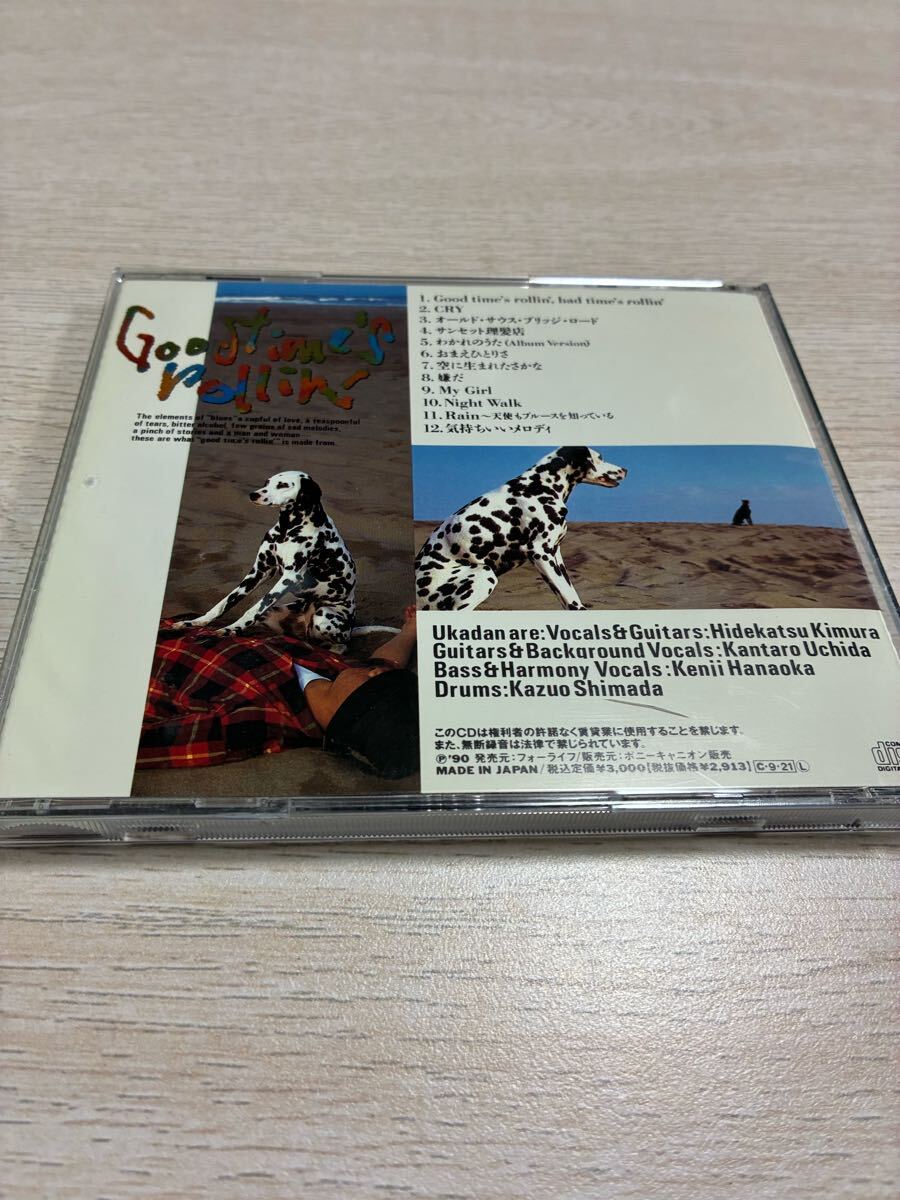 Good time's
rollin'
The elements of "blues" a cupful of love, a reaspoonful
of tears, bitter alcohol, few grains of sad melodies,
a pinch of stories and a man and woman—
these are what "good time's rollin'" is made from.
1. Good time's rollin', bad time's rollin'
2. CRY
3. オールド・サウス・ブリッジ・ロード
4. サンセット理髪店
5. わかれのうた (Album Version)
6. おまえひとりさ
7. 空に生まれたさかな
8. 嫌だ
9. My Girl
10. Night Walk
11. Rain〜天使もブルースを知っている
12. 気持ちいいメロディ
Ukadan are:Vocals&Guitars:Hidekatsu Kimura
Guitars&Background Vocals:Kantaro Uchida
Bass&Harmony Vocals:Kenji Hanaoka
Drums:Kazuo Shimada
このCDは権利者の許諾なく賃貸業に使用することを禁じます。
また、無断録音は法律で禁じられています。
Ⓟ'90 発売元:フォーライフ/販売元:ポニーキャニオン販売
MADE IN JAPAN/税込定価¥3,000[税抜価格¥2,913] C·9·21 Ⓛ
COM
disc
DIGITAL